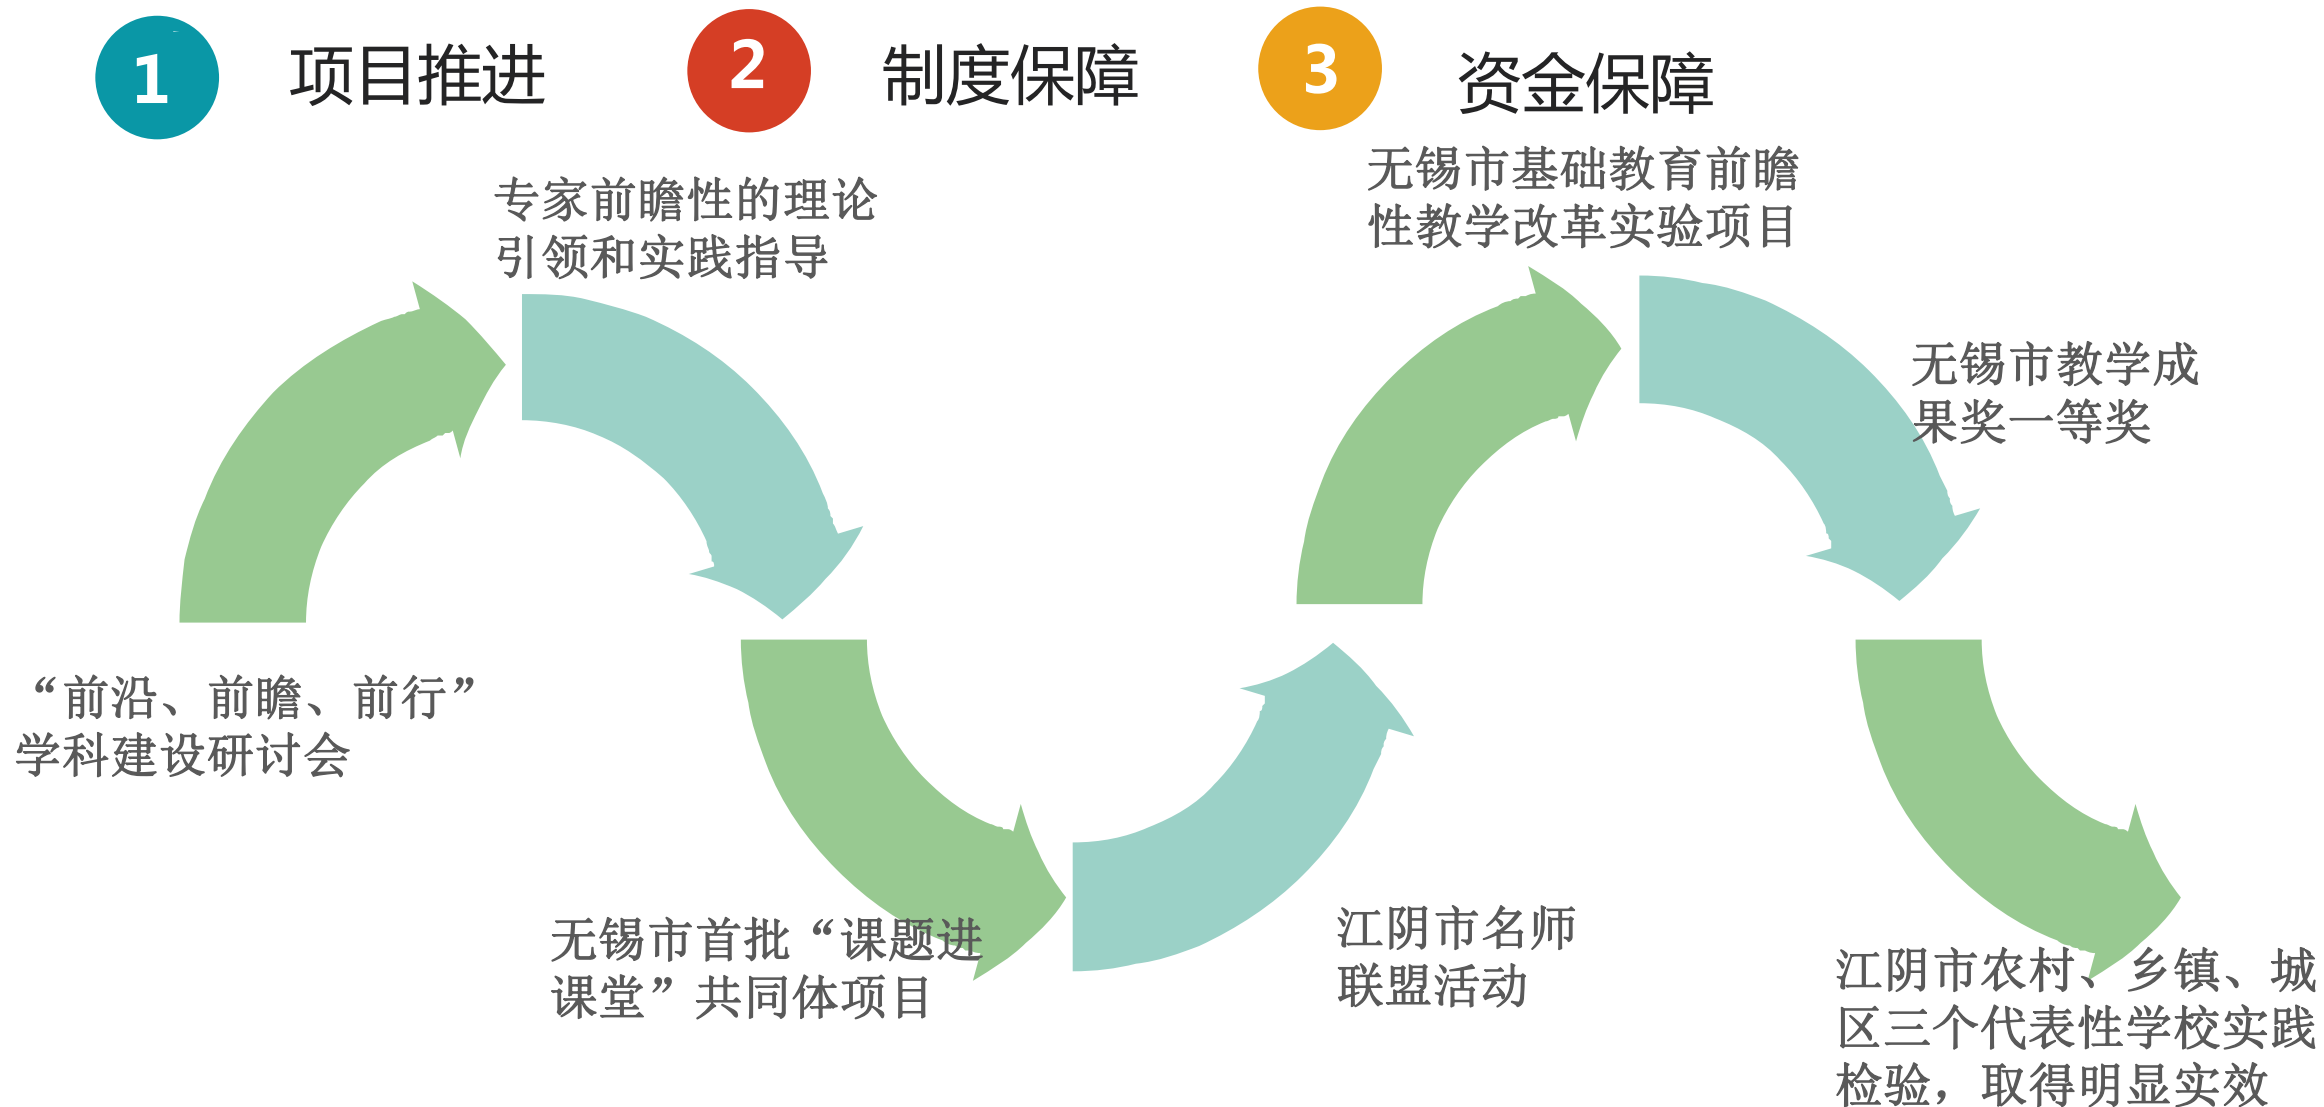 1 项目推进
2 制度保障
3 资金保障
专家前瞻性的理论
引领和实践指导
无锡市基础教育前瞻
性教学改革实验项目
无锡市教学成
果奖一等奖
“前沿、前瞻、前行”
学科建设研讨会
无锡市首批“课题进
课堂”共同体项目
江阴市名师
联盟活动
江阴市农村、乡镇、城
区三个代表性学校实践
检验，取得明显实效